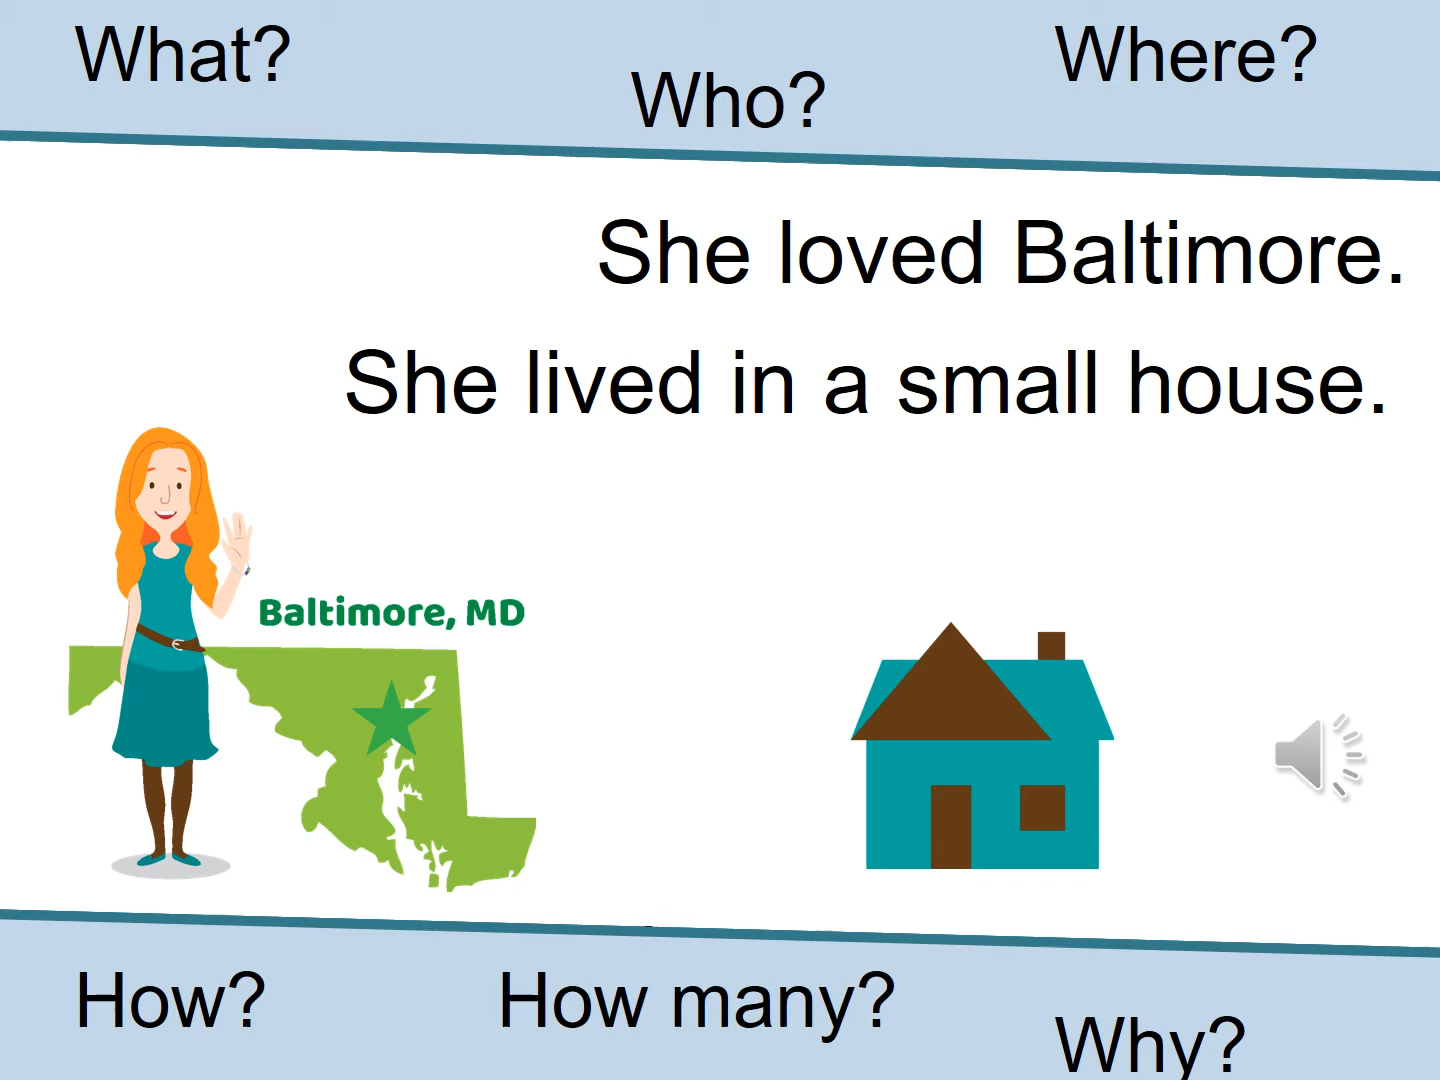 What?
Who?
Where?
She loved Baltimore.
She lived in a small house.
Baltimore, MD
How?
How many?
Why?